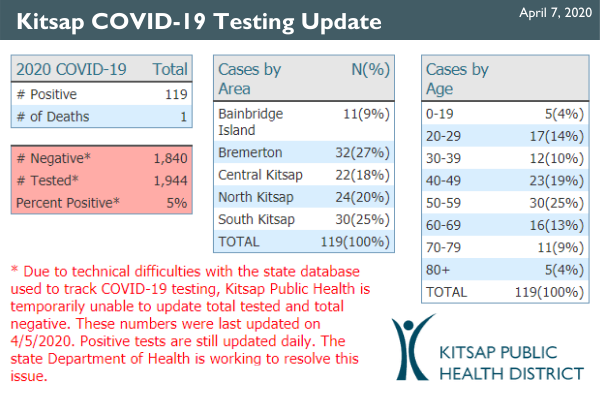 Kitsap COVID-19 Testing Update
April 7, 2020
2020 COVID-19 Total
# Positive 119
# of Deaths 1
# Negative* 1,840
# Tested* 1,944
Percent Positive* 5%
* Due to technical difficulties with the state database
used to track COVID-19 testing, Kitsap Public Health is
temporarily unable to update total tested and total
negative. These numbers were last updated on
4/5/2020. Positive tests are still updated daily. The
state Department of Health is working to resolve this
issue.
Cases by N(%)
Area
Bainbridge 11(9%)
Island
Bremerton 32(27%)
Central Kitsap 22(18%)
North Kitsap 24(20%)
South Kitsap 30(25%)
TOTAL 119(100%)
Cases by
Age
0-19 5(4%)
20-29 17(14%)
30-39 12(10%)
40-49 23(19%)
50-59 30(25%)
60-69 16(13%)
70-79 11(9%)
80+ 5(4%)
TOTAL 119(100%)
KITSAP PUBLIC
HEALTH DISTRICT